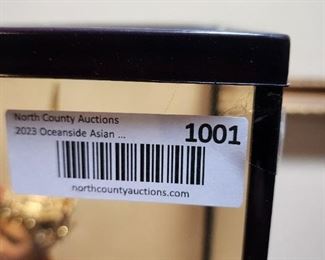 North County Auctions
2023 Oceanside Asian ...
1001
northcountyauctions.com